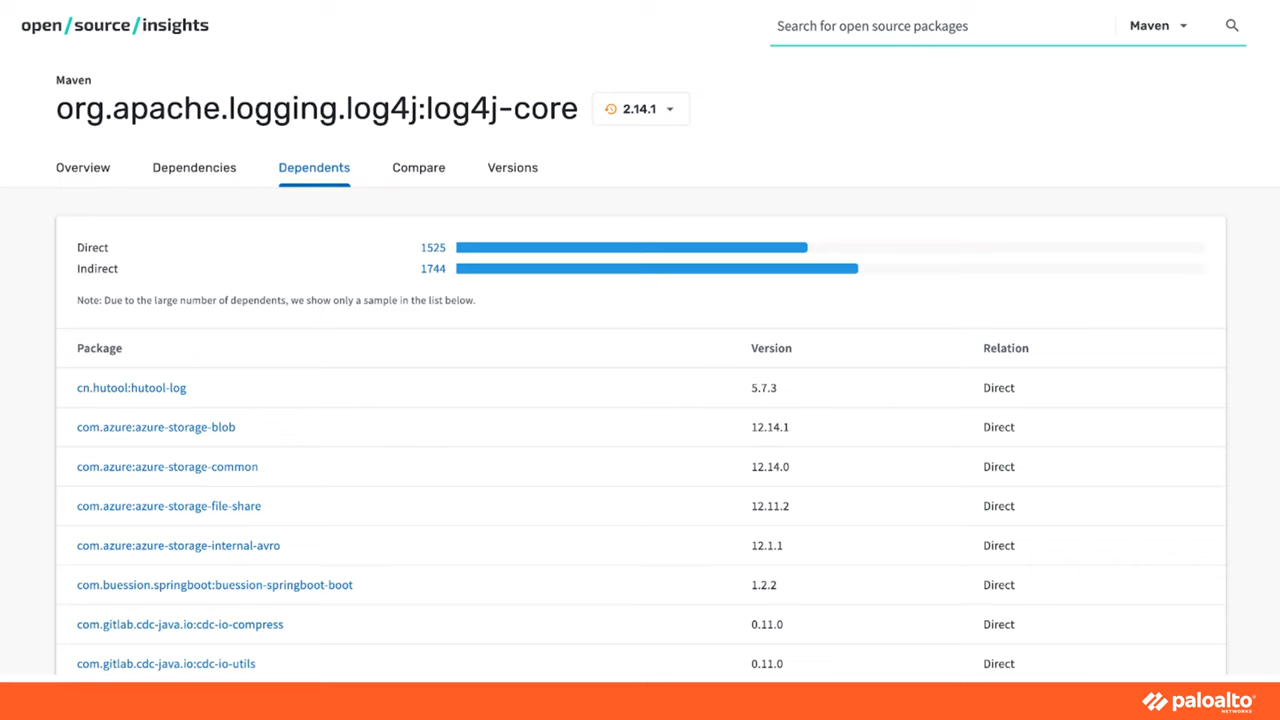 open/source/insights
Search for open source packages Maven
Maven
org.apache.logging.log4j:log4j-core 2.14.1
Overview Dependencies Dependents Compare Versions
Direct 1525
Indirect 1744
Note: Due to the large number of dependents, we show only a sample in the list below.
Package Version Relation
cn.hutool:hutool-log 5.7.3 Direct
com.azure:azure-storage-blob 12.14.1 Direct
com.azure:azure-storage-common 12.14.0 Direct
com.azure:azure-storage-file-share 12.11.2 Direct
com.azure:azure-storage-internal-avro 12.1.1 Direct
com.buession.springboot:buession-springboot-boot 1.2.2 Direct
com.gitlab.cdc-java.io:cdc-io-compress 0.11.0 Direct
com.gitlab.cdc-java.io:cdc-io-utils 0.11.0 Direct
paloalto
NETWORKS